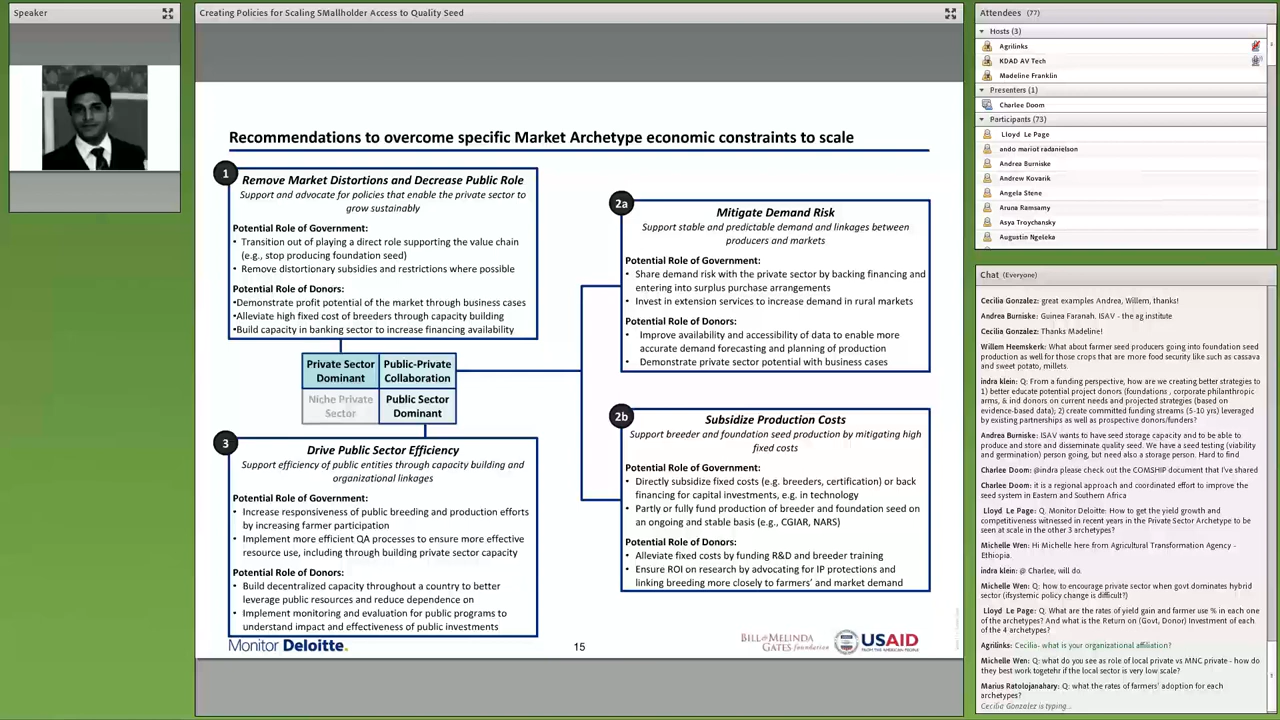 Speaker
Creating Policies for Scaling SMallholder Access to Quality Seed
Recommendations to overcome specific Market Archetype economic constraints to scale
1
Remove Market Distortions and Decrease Public Role
Support and advocate for policies that enable the private sector to
grow sustainably
Potential Role of Government:
• Transition out of playing a direct role supporting the value chain
(e.g., stop producing foundation seed)
• Remove distortionary subsidies and restrictions where possible
Potential Role of Donors:
•Demonstrate profit potential of the market through business cases
•Alleviate high fixed cost of breeders through capacity building
•Build capacity in banking sector to increase financing availability
Private Sector
Dominant
Public-Private
Collaboration
Niche Private
Sector
Public Sector
Dominant
2a
Mitigate Demand Risk
Support stable and predictable demand and linkages between
producers and markets
Potential Role of Government:
• Share demand risk with the private sector by backing financing and
entering into surplus purchase arrangements
• Invest in extension services to increase demand in rural markets
Potential Role of Donors:
• Improve availability and accessibility of data to enable more
accurate demand forecasting and planning of production
• Demonstrate private sector potential with business cases
2b
Subsidize Production Costs
Support breeder and foundation seed production by mitigating high
fixed costs
Potential Role of Government:
• Directly subsidize fixed costs (e.g. breeders, certification) or back
financing for capital investments, e.g. in technology
• Partly or fully fund production of breeder and foundation seed on
an ongoing and stable basis (e.g., CGIAR, NARS)
Potential Role of Donors:
• Alleviate fixed costs by funding R&D and breeder training
• Ensure ROI on research by advocating for IP protections and
linking breeding more closely to farmers' and market demand
3
Drive Public Sector Efficiency
Support efficiency of public entities through capacity building and
organizational linkages
Potential Role of Government:
• Increase responsiveness of public breeding and production efforts
by increasing farmer participation
• Implement more efficient QA processes to ensure more effective
resource use, including through building private sector capacity
Potential Role of Donors:
• Build decentralized capacity throughout a country to better
leverage public resources and reduce dependence on
• Implement monitoring and evaluation for public programs to
understand impact and effectiveness of public investments
Monitor Deloitte.
15
BILL & MELINDA
GATES foundation
USAID
FROM THE AMERICAN PEOPLE
Attendees (77)
Hosts (3)
Agrilinks
KDAD AV Tech
Madeline Franklin
Presenters (1)
Charlee Doom
Participants (73)
Lloyd Le Page
ando mariot radanielson
Andrea Burniske
Andrew Kovarik
Angela Stene
Aruna Ramsamy
Asya Troychansky
Augustin Ngeleka
Chat (Everyone)
Cecilia Gonzalez: great examples Andrea, Willem, thanks!
Andrea Burniske: Guinea Faranah. ISAV - the ag institute
Cecilia Gonzalez: Thanks Madeline!
Willem Heemskerk: What about farmer seed producers going into foundation seed
production as well for those crops that are more food security like such as cassava
and sweet potato, millets.
indra klein: Q: From a funding perspective, how are we creating better strategies to
1) better educate potential project donors (foundations , corporate philanthropic
arms, & ind donors on current needs and projected strategies (based on
evidence-based data); 2) create committed funding streams (5-10 yrs) leveraged
by existing partnerships as well as prospective donors/funders?
Andrea Burniske: ISAV wants to have seed storage capacity and to be able to
produce and store and diseminate quality seed. We have a seed testing (viability
and germination) person going, but need also a storage person. Hard to find
Charlee Doom: @indra please check out the COMSHIP document that I've shared
Charlee Doom: it is a regional approach and coordinated effort to improve the
seed system in Eastern and Southern Africa
Lloyd Le Page: Q. Monitor Deloitte: How to get the yield growth and
competitiveness witnessed in recent years in the Private Sector Archetype to be
seen at scale in the other 3 archetypes?
Michelle Wen: Hi Michelle here from Agricultural Transformation Agency -
Ethiopia.
indra klein: @ Charlee, will do.
Michelle Wen: Q: how to encourage private sector when govt dominates hybrid
sector (ifsystemic policy change is difficult?)
Lloyd Le Page: Q. What are the rates of yield gain and farmer use % in each one
of the archetypes? And what is the Return on (Govt, Donor) Investment of each
of the 4 archetypes?
Agrilinks: Cecilia- what is your organizational affiliation?
Michelle Wen: Q: what do you see as role of local private vs MNC private - how do
they best work togetehr if the local sector is very low scale?
Marius Ratolojanahary: Q: what the rates of farmers' adoption for each
archetypes?
Cecilia Gonzalez is typing...